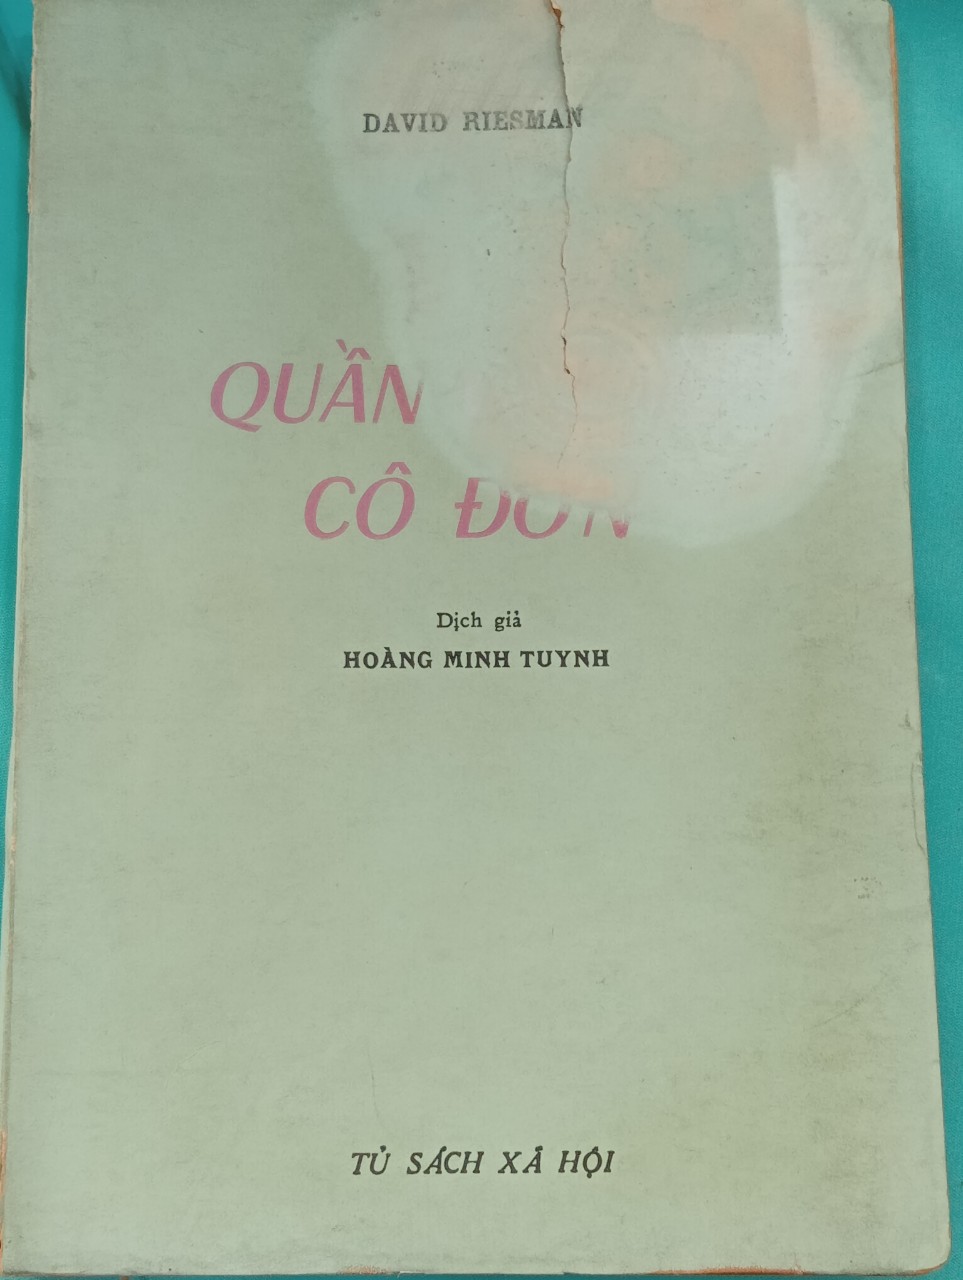 DAVID RIESMAN
QUẦN
CÔ ĐƠN
Dịch giả
HOÀNG MINH TUYNH
TỦ SÁCH XÃ HỘI